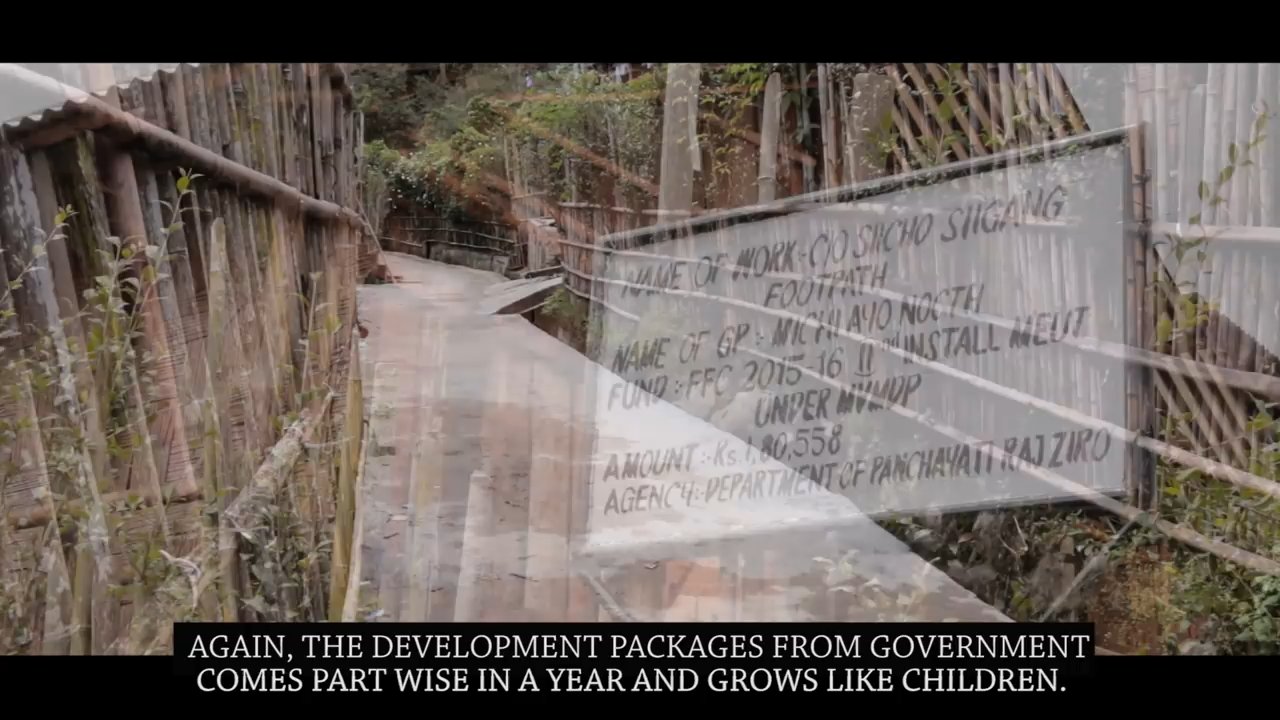 NAME OF WORK-C/O SIICHO SIIGANG
FOOTPATH
NAME OF GP :- MICHI AYO NOCTH
FUND :- FFC 2015-16 II INSTALL MEUT
UNDER MVMDP
AMOUNT :- Rs.1,80,558
AGENCY:-DEPARTMENT OF PANCHAYATI RAJ ZIRO
AGAIN, THE DEVELOPMENT PACKAGES FROM GOVERNMENT
COMES PART WISE IN A YEAR AND GROWS LIKE CHILDREN.